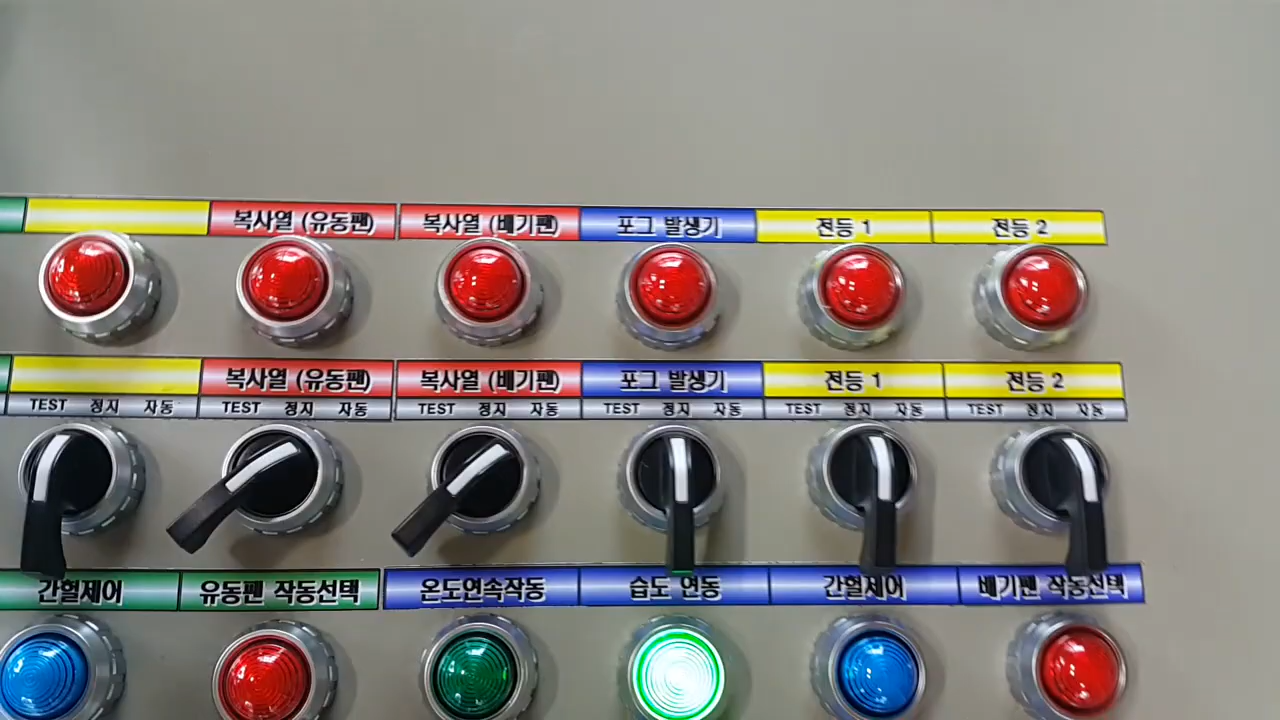 복사열 (유동팬) 복사열 (배기팬) 포그 발생기 전등 1 전등 2
복사열 (유동팬) 복사열 (배기팬) 포그 발생기 전등 1 전등 2
TEST 정지 자동 TEST 정지 자동 TEST 정지 자동 TEST 정지 자동 TEST 정지 자동 TEST 정지 자동
간헐제어 유동팬 작동선택 온도연속작동 습도 연동 간헐제어 배기팬 작동선택